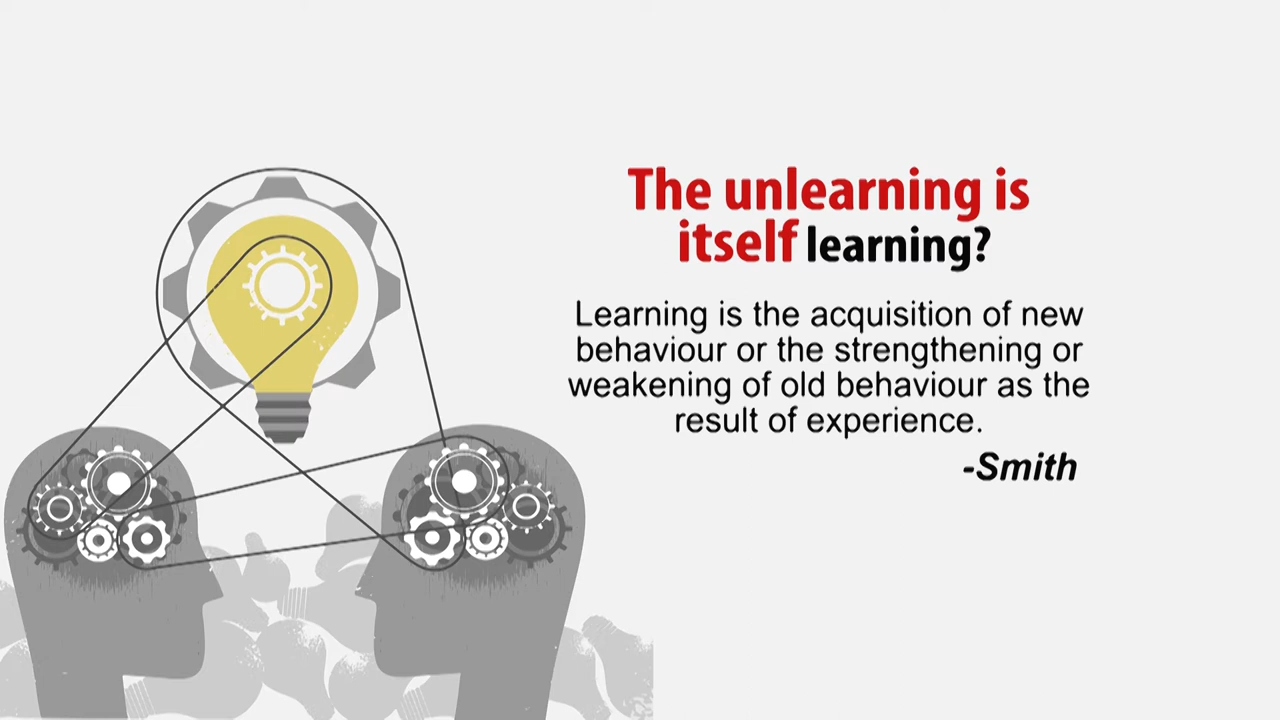 The unlearning is
itself learning?
Learning is the acquisition of new
behaviour or the strengthening or
weakening of old behaviour as the
result of experience.
-Smith